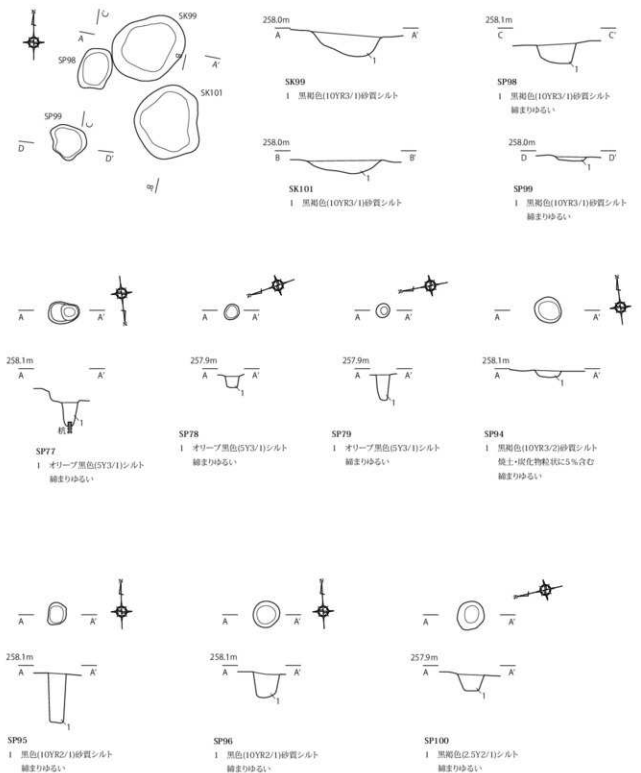 N
C
A
SK99
SP98
B
A'
SK101
SP99
C'
D
D'
B'
258.0m
A
A'
1
SK99
1 黒褐色(10YR3/1)砂質シルト
258.1m
C
C'
1
SP98
1 黒褐色(10YR3/1)砂質シルト
締まりゆるい
258.0m
B
B'
1
SK101
1 黒褐色(10YR3/1)砂質シルト
258.0m
D
D'
1
SP99
1 黒褐色(10YR3/1)砂質シルト
締まりゆるい
A
A'
N
258.1m
A
A'
1
杭
SP77
1 オリーブ黒色(5Y3/1)シルト
締まりゆるい
A
A'
N
257.9m
A
A'
1
SP78
1 オリーブ黒色(5Y3/1)シルト
締まりゆるい
A
A'
N
257.9m
A
A'
1
SP79
1 オリーブ黒色(5Y3/1)シルト
締まりゆるい
A
A'
N
258.1m
A
A'
1
SP94
1 黒褐色(10YR3/2)砂質シルト
焼土・炭化物粒状に5%含む
締まりゆるい
A
A'
N
258.1m
A
A'
1
SP95
1 黒色(10YR2/1)砂質シルト
締まりゆるい
A
A'
N
258.1m
A
A'
1
SP96
1 黒色(10YR2/1)砂質シルト
締まりゆるい
A
A'
N
257.9m
A
A'
1
SP100
1 黒色(2.5Y2/1)シルト
締まりゆるい